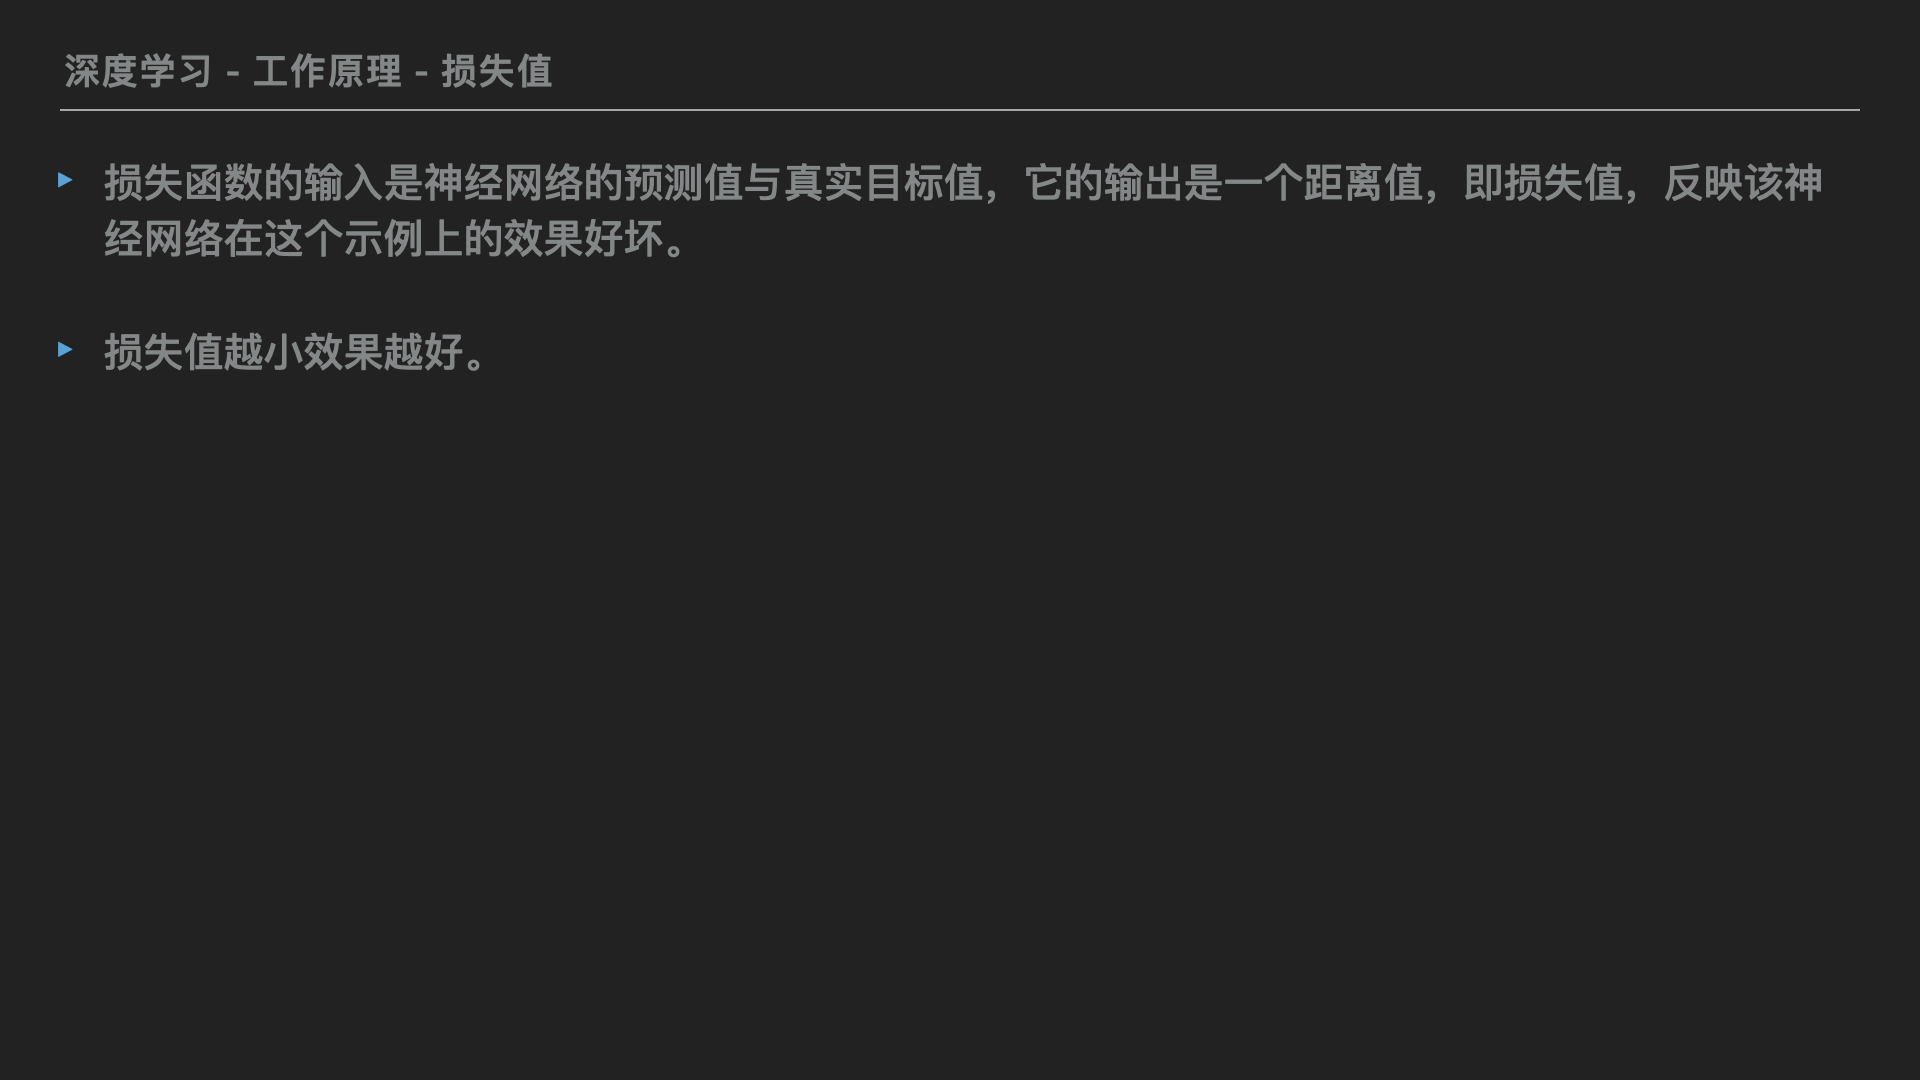 深度学习 - 工作原理 - 损失值
▸ 损失函数的输入是神经网络的预测值与真实目标值，它的输出是一个距离值，即损失值，反映该神
经网络在这个示例上的效果好坏。
▸ 损失值越小效果越好。